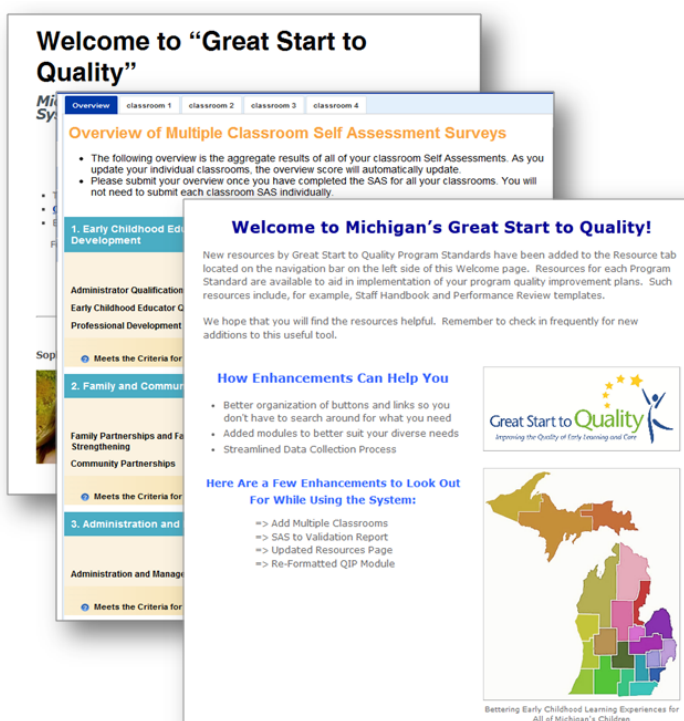 Welcome to “Great Start to
Quality”
Overview
classroom 1
classroom 2
classroom 3
classroom 4
Overview of Multiple Classroom Self Assessment Surveys
• The following overview is the aggregate results of all of your classroom Self Assessments. As you
update your individual classrooms, the overview score will automatically update.
• Please submit your overview once you have completed the SAS for all your classrooms. You will
not need to submit each classroom SAS individually.
1. Early Childhood
Development
Administrator Qualification
Early Childhood Educator
Professional Development
Meets the Criteria for
2. Family and
Family Partnerships and
Strengthening
Community Partnerships
Meets the Criteria for
3. Administration and
Administration and
Meets the Criteria for
Welcome to Michigan’s Great Start to Quality!
New resources by Great Start to Quality Program Standards have been added to the Resource tab
located on the navigation bar on the left side of this Welcome page. Resources for each Program
Standard are available to aid in implementation of your program quality improvement plans. Such
resources include, for example, Staff Handbook and Performance Review templates.
We hope that you will find the resources helpful. Remember to check in frequently for new
additions to this useful tool.
How Enhancements Can Help You
• Better organization of buttons and links so you
don't have to search around for what you need
• Added modules to better suit your diverse needs
• Streamlined Data Collection Process
Here Are a Few Enhancements to Look Out
For While Using the System:
=> Add Multiple Classrooms
=> SAS to Validation Report
=> Updated Resources Page
=> Re-Formatted QIP Module
Great Start to Quality
Improving the Quality of Early Learning and Care
Bettering Early Childhood Learning Experiences for
All of Michigan's Children